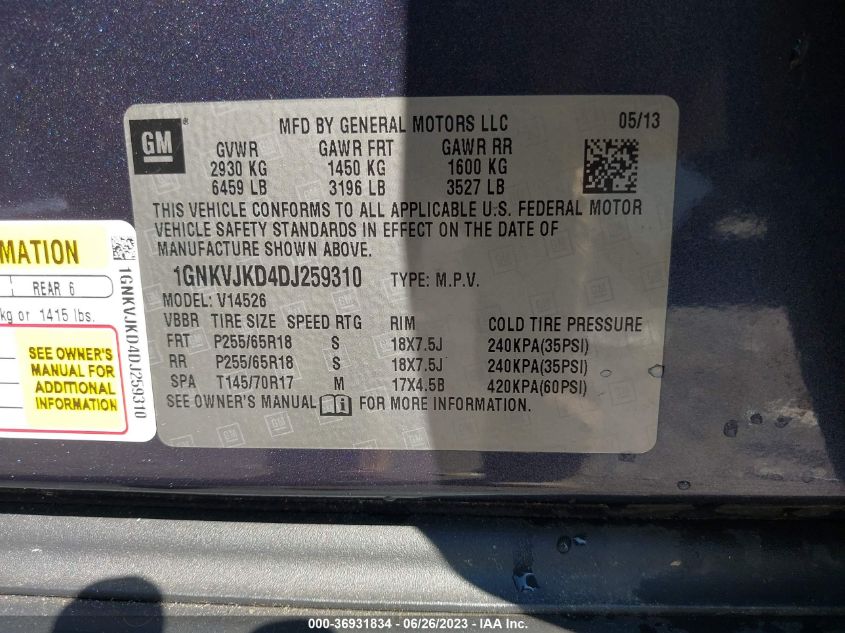 GM
MFD BY GENERAL MOTORS LLC 05/13
GVWR GAWR FRT GAWR RR
2930 KG 1450 KG 1600 KG
6459 LB 3196 LB 3527 LB
THIS VEHICLE CONFORMS TO ALL APPLICABLE U.S. FEDERAL MOTOR
VEHICLE SAFETY STANDARDS IN EFFECT ON THE DATE OF
MANUFACTURE SHOWN ABOVE.
1GNKVJKD4DJ259310 TYPE: M.P.V.
MODEL: V14526
VBBR TIRE SIZE SPEED RTG RIM COLD TIRE PRESSURE
FRT P255/65R18 S 18X7.5J 240KPA(35PSI)
RR P255/65R18 S 18X7.5J 240KPA(35PSI)
SPA T145/70R17 M 17X4.5B 420KPA(60PSI)
SEE OWNER'S MANUAL FOR MORE INFORMATION.
MATION
REAR 6
kg or 1415 lbs.
SEE OWNER'S
MANUAL FOR
ADDITIONAL
INFORMATION
1GNKVJKD4DJ259310
000-36931834 - 06/26/2023 - IAA Inc.